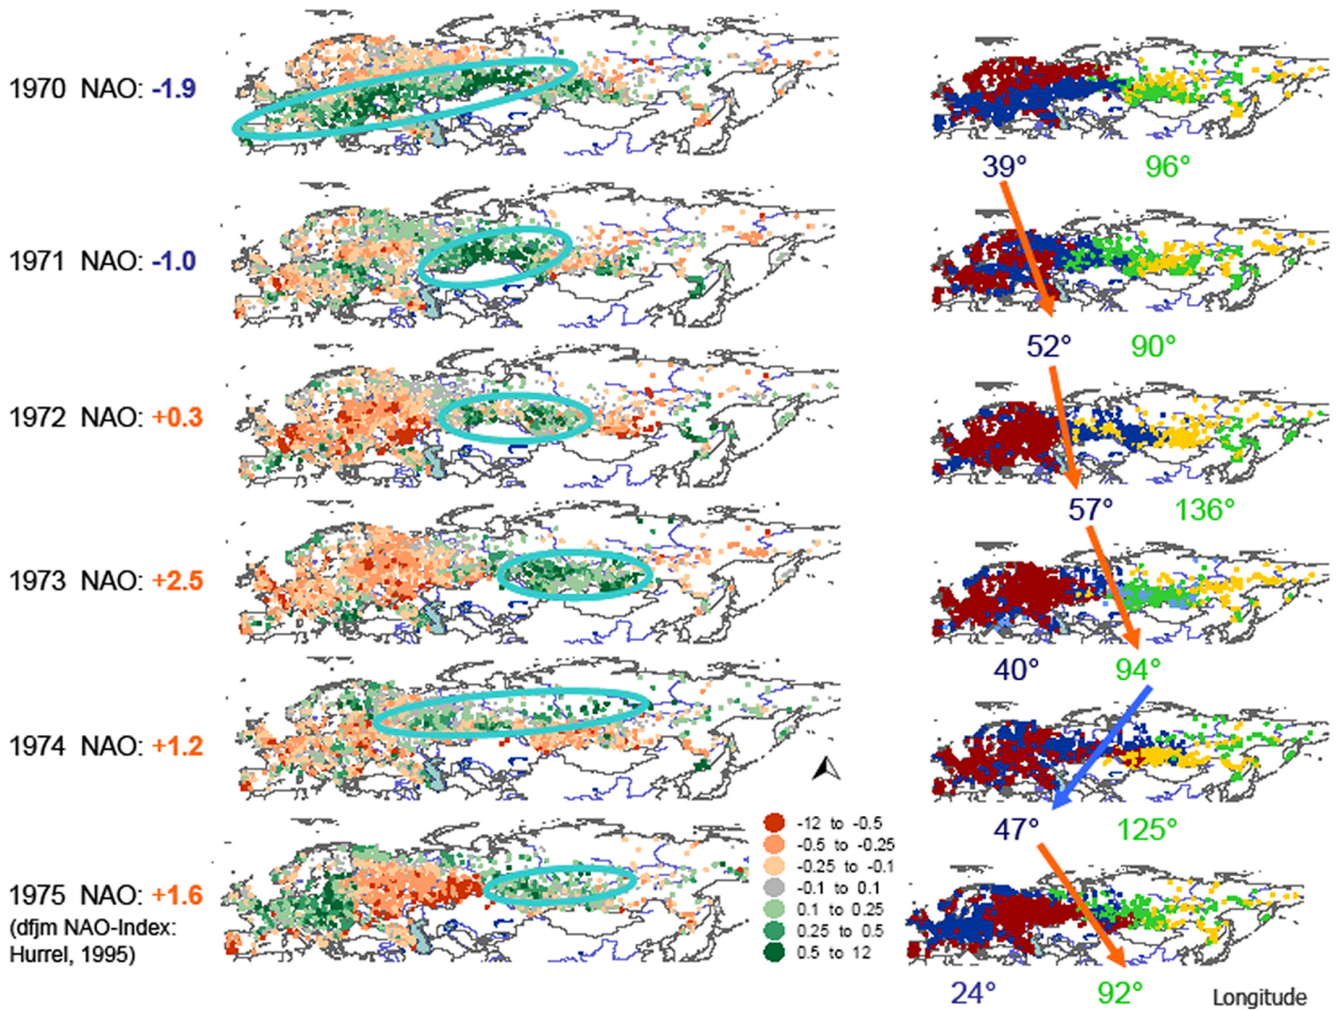 1970 NAO: -1.9
39° 96°
1971 NAO: -1.0
52° 90°
1972 NAO: +0.3
57° 136°
1973 NAO: +2.5
40° 94°
1974 NAO: +1.2
47° 125°
1975 NAO: +1.6
(dfjm NAO-Index:
Hurrel, 1995)
-12 to -0.5
-0.5 to -0.25
-0.25 to -0.1
-0.1 to 0.1
0.1 to 0.25
0.25 to 0.5
0.5 to 12
24° 92° Longitude